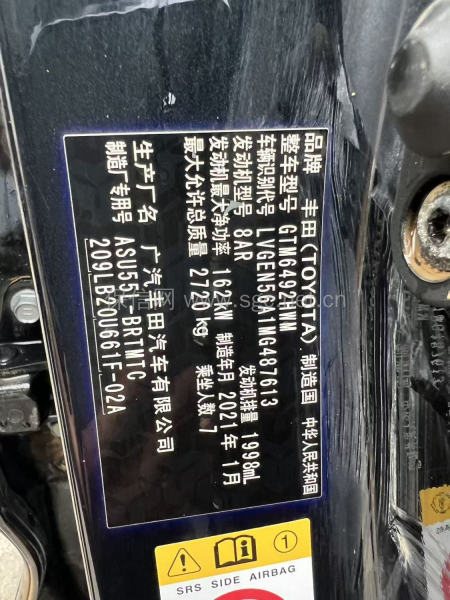 品牌 丰田(TOYOTA) 制造国 中华人民共和国
整车型号 GTM6492HWM
车辆识别代号 LVGEN56A1MG487613
发动机型号 8AR 发动机排量 1998mL
发动机最大净功率 162KW 制造年月 2021年1月
最大允许总质量 2720kg 乘坐人数 7
生产厂名 广汽丰田汽车有限公司
制造厂专用号 ASU55L-BRTMTC
209LB20U661F-02A
1
SRS SIDE AIRBAG